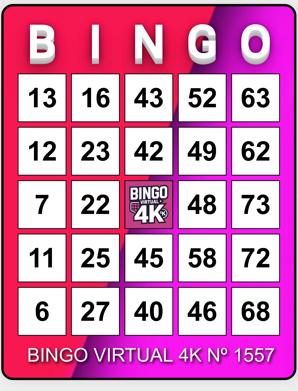 B I N G O
13 16 43 52 63
12 23 42 49 62
7 22 BINGO VIRTUAL 4K 48 73
11 25 45 58 72
6 27 40 46 68
BINGO VIRTUAL 4K Nº 1557